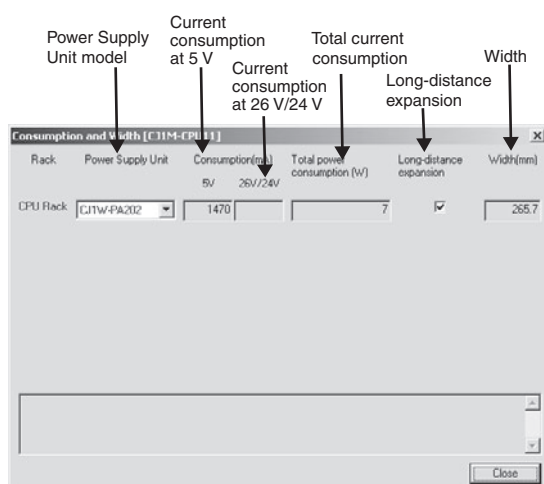 Power Supply
Unit model
Current
consumption
at 5 V
Current
consumption
at 26 V/24 V
Total current
consumption
Long-distance
expansion
Width
Consumption and Width [CJ1M-CPU11]
Rack
Power Supply Unit
Consumption(mA)
5V 26V/24V
Total power
consumption (W)
Long-distance
expansion
Width(mm)
CPU Rack CJ1W-PA202 1470 7 265.7
Close